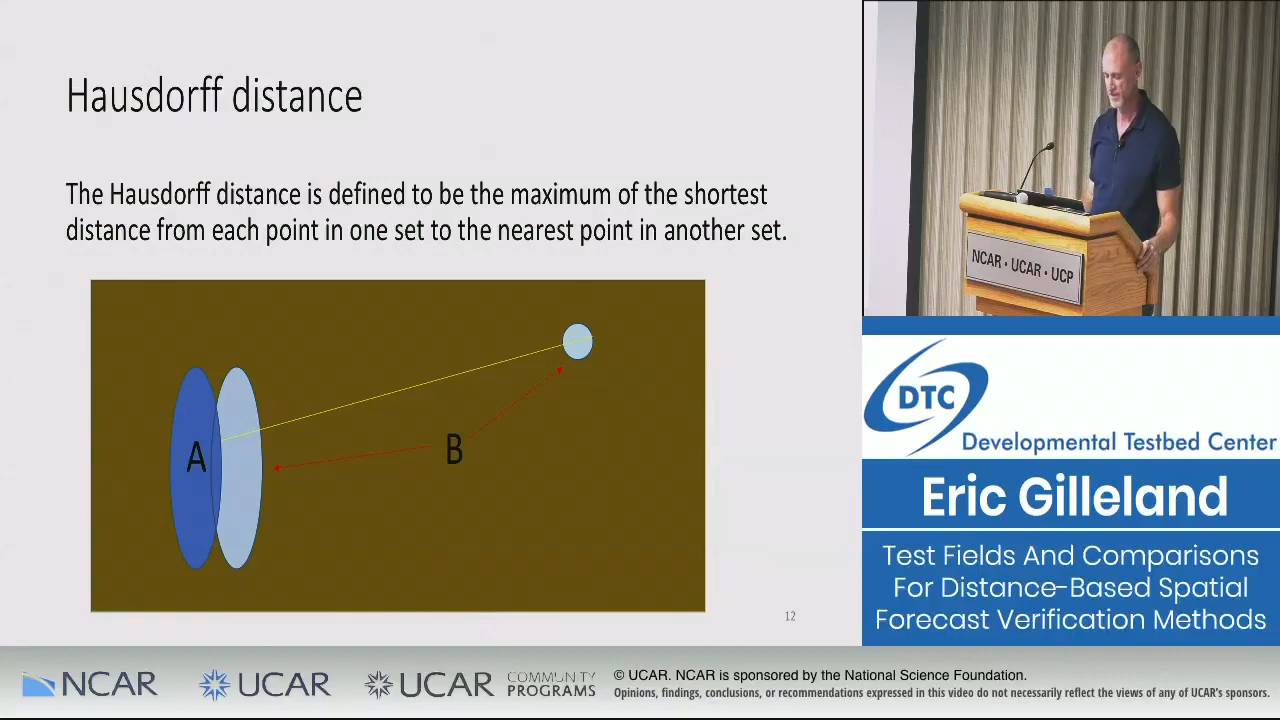 Hausdorff distance
The Hausdorff distance is defined to be the maximum of the shortest
distance from each point in one set to the nearest point in another set.
A
B
12
NCAR • UCAR • UCP
DTC
Developmental Testbed Center
Eric Gilleland
Test Fields And Comparisons
For Distance-Based Spatial
Forecast Verification Methods
NCAR
UCAR
UCAR
COMMUNITY
PROGRAMS
© UCAR. NCAR is sponsored by the National Science Foundation.
Opinions, findings, conclusions, or recommendations expressed in this video do not necessarily reflect the views of any of UCAR's sponsors.